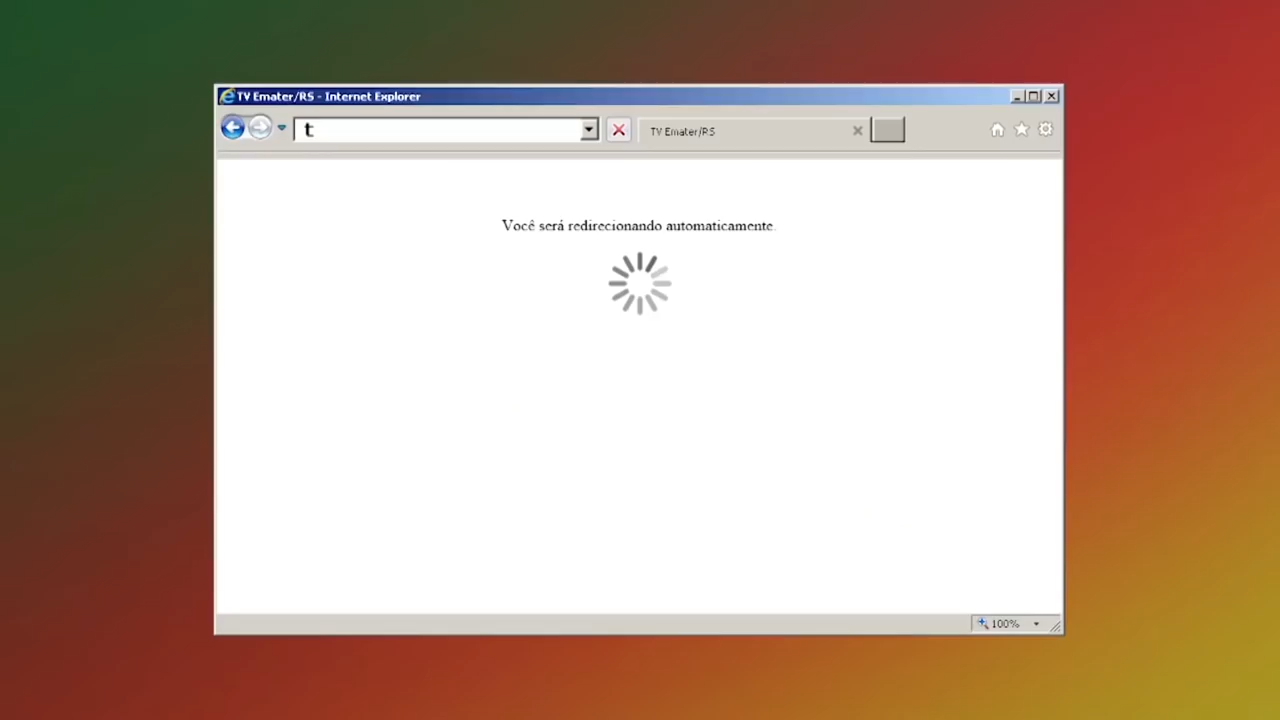 TV Emater/RS - Internet Explorer
t
TV Emater/RS
Você será redirecionando automaticamente.
100%